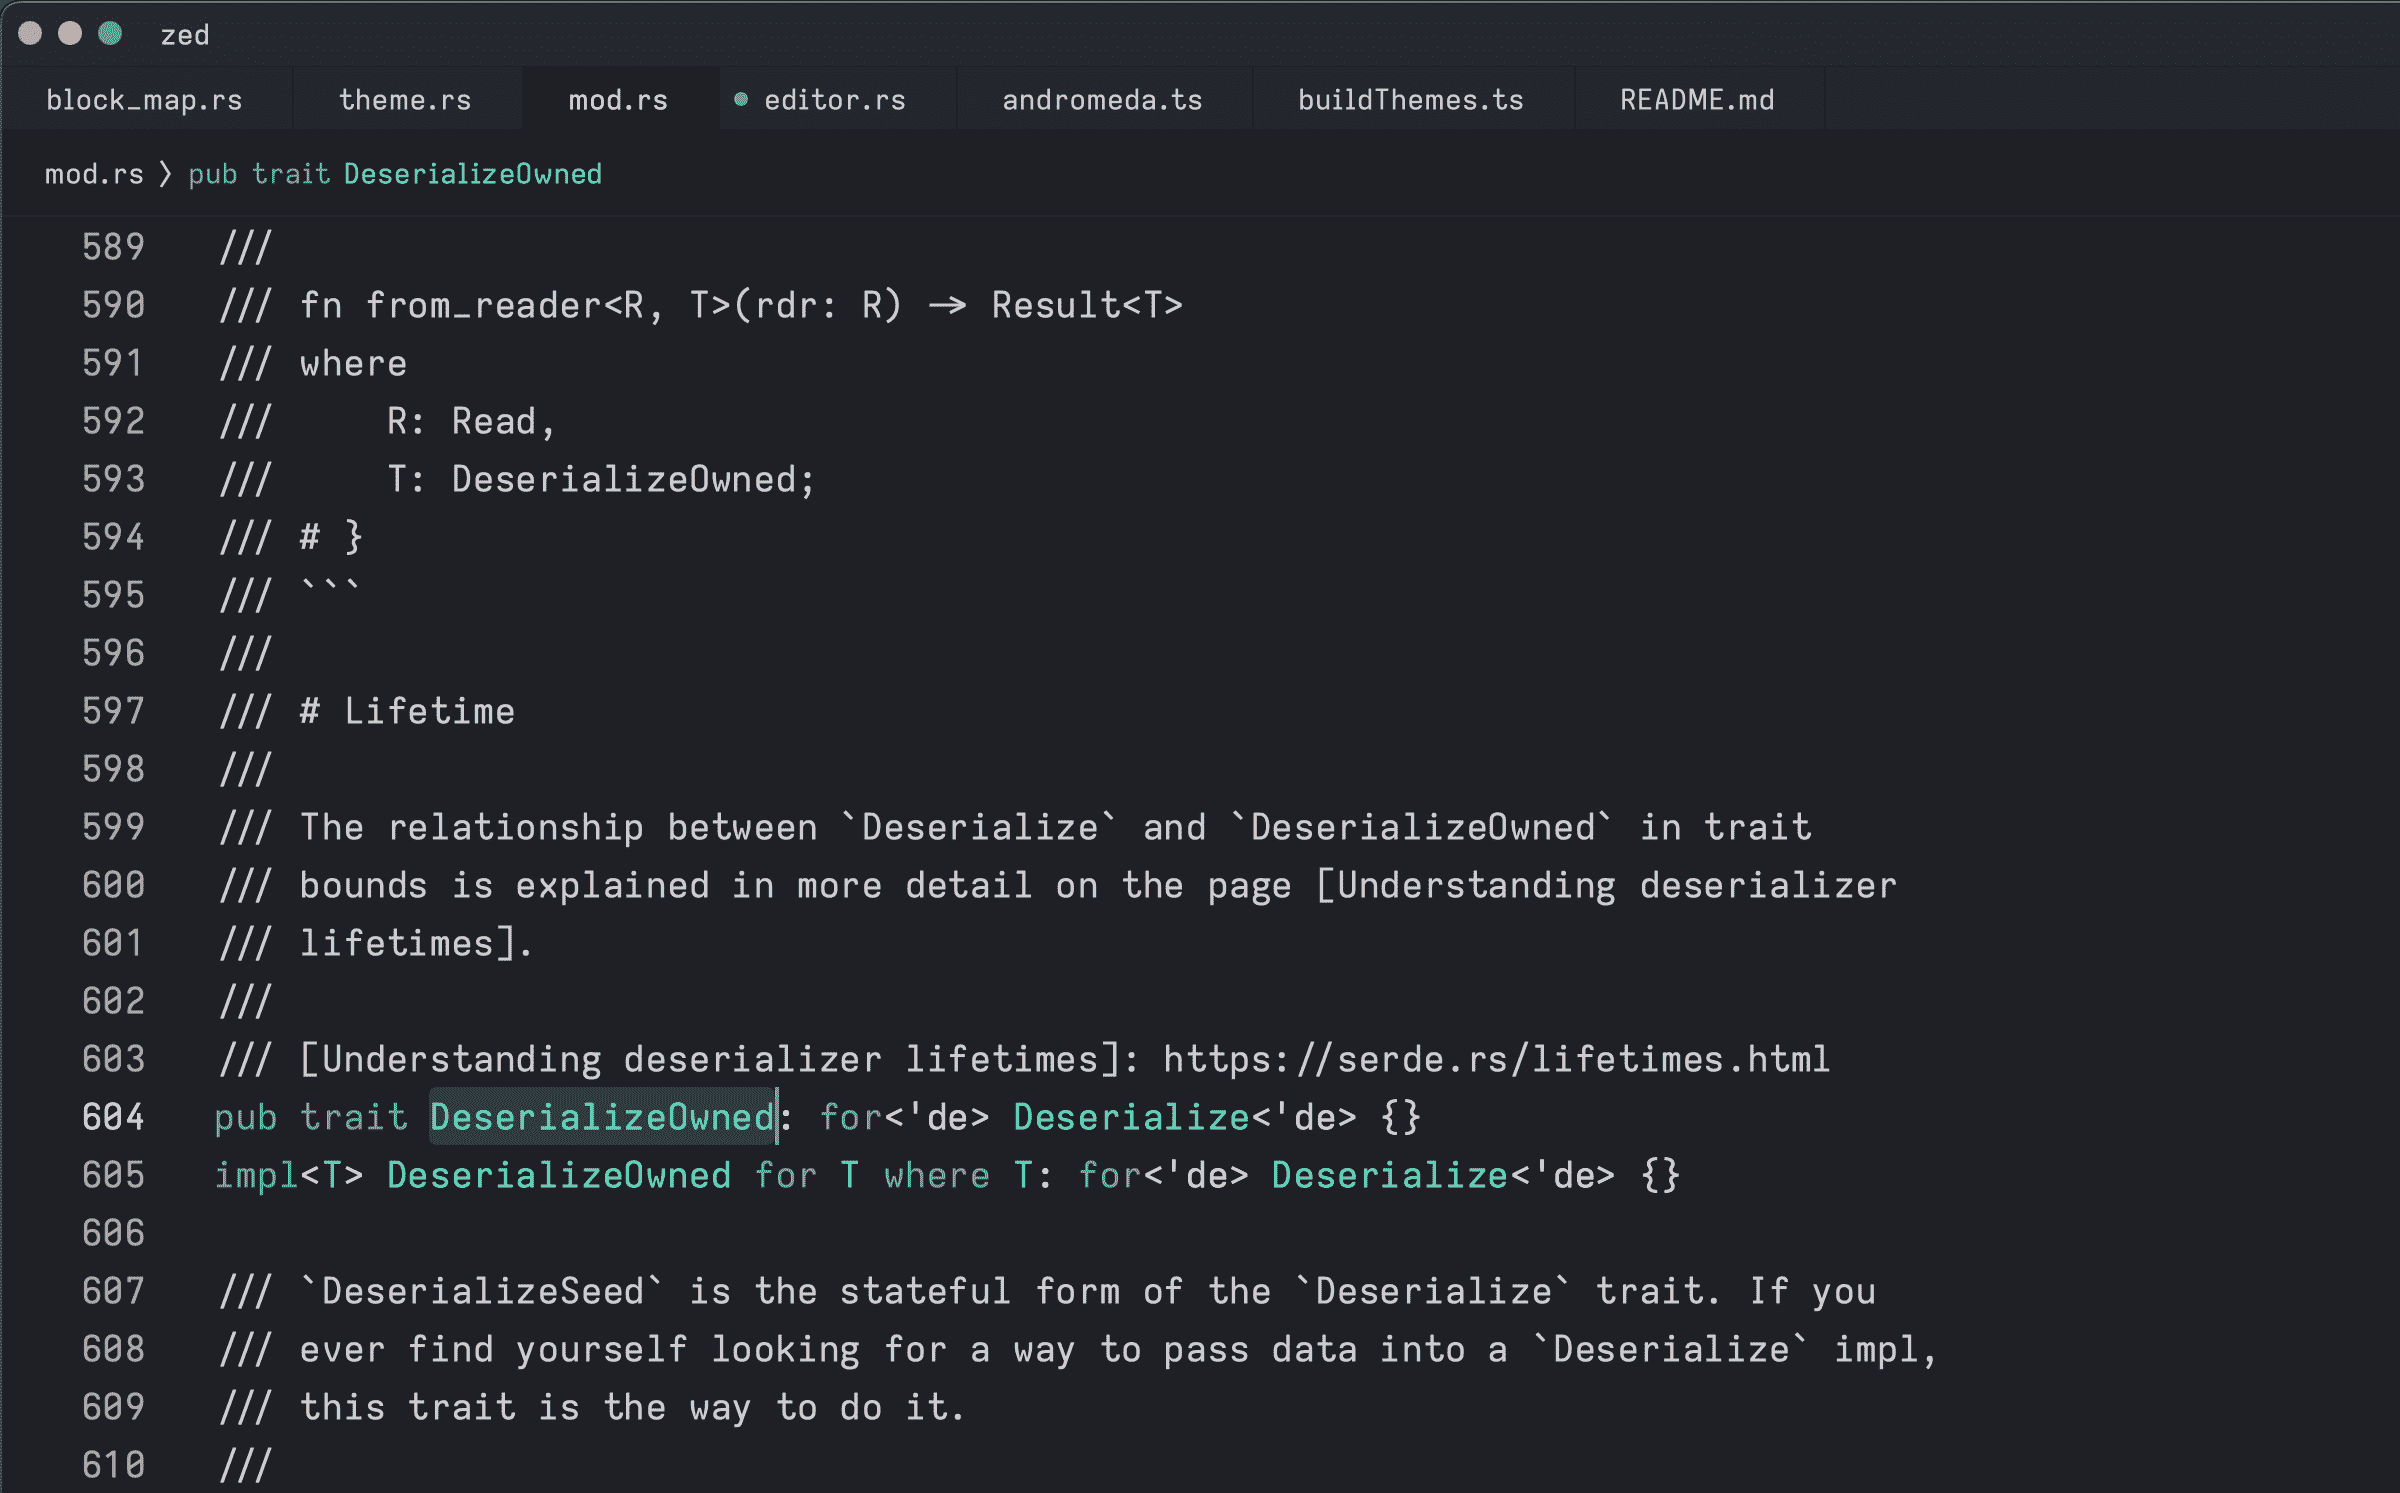 zed
block_map.rs theme.rs mod.rs editor.rs andromeda.ts buildThemes.ts README.md
mod.rs 〉 pub trait DeserializeOwned
589 ///
590 /// fn from_reader<R, T>(rdr: R) -> Result<T>
591 /// where
592 ///     R: Read,
593 ///     T: DeserializeOwned;
594 /// # }
595 /// ```
596 ///
597 /// # Lifetime
598 ///
599 /// The relationship between `Deserialize` and `DeserializeOwned` in trait
600 /// bounds is explained in more detail on the page [Understanding deserializer
601 /// lifetimes].
602 ///
603 /// [Understanding deserializer lifetimes]: https://serde.rs/lifetimes.html
604 pub trait DeserializeOwned: for<'de> Deserialize<'de> {}
605 impl<T> DeserializeOwned for T where T: for<'de> Deserialize<'de> {}
606
607 /// `DeserializeSeed` is the stateful form of the `Deserialize` trait. If you
608 /// ever find yourself looking for a way to pass data into a `Deserialize` impl,
609 /// this trait is the way to do it.
610 ///